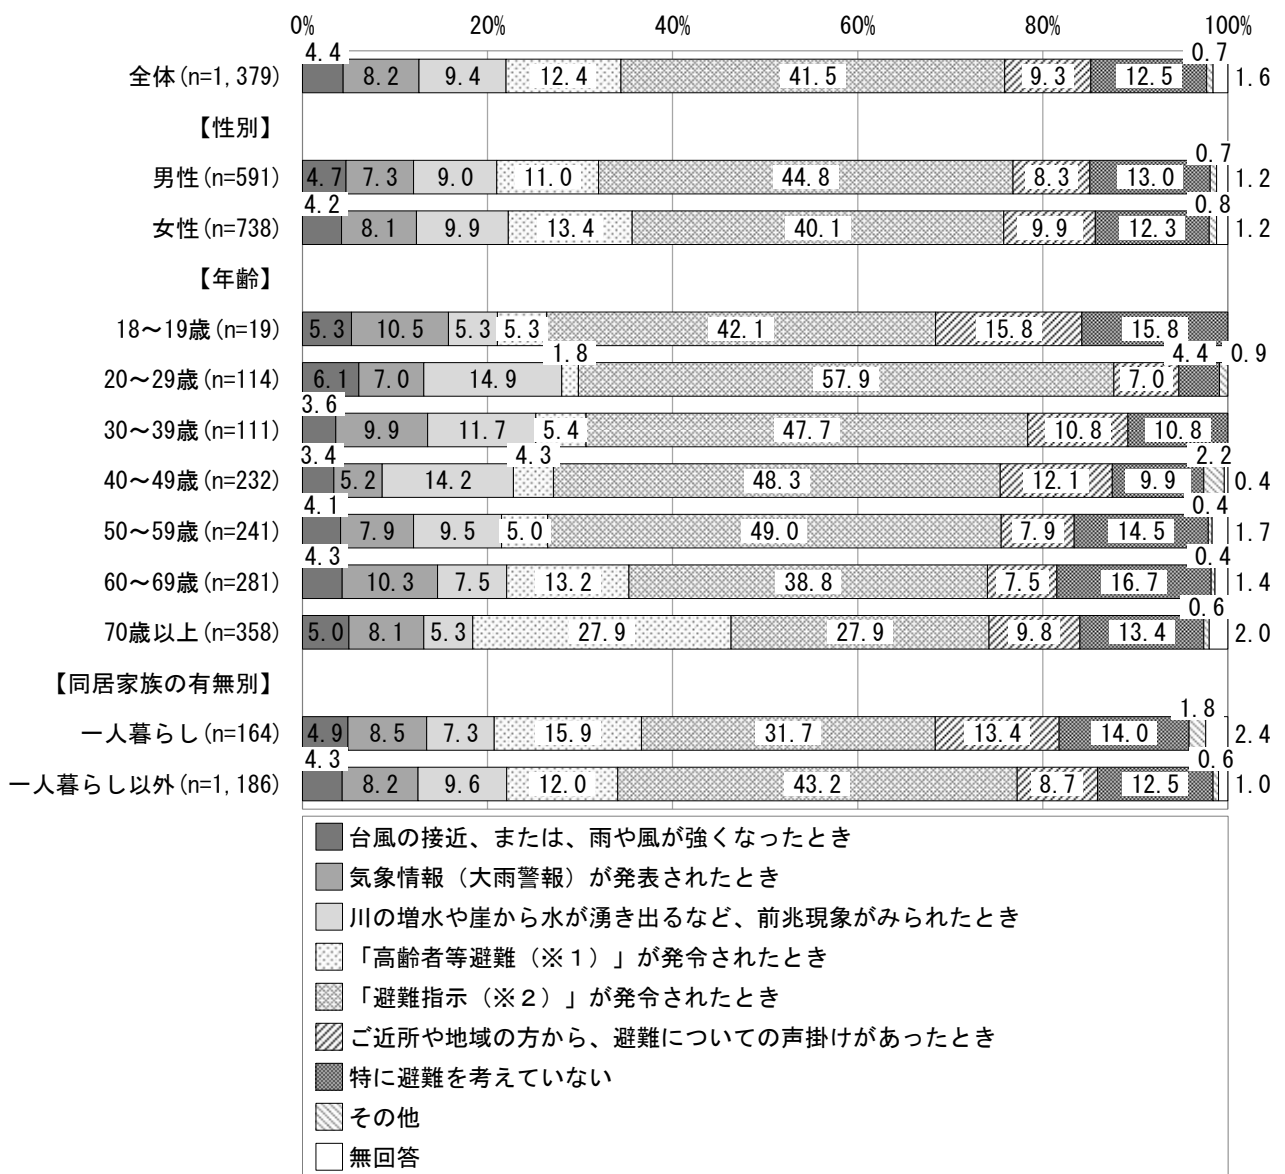 0% 20% 40% 60% 80% 100%
4.4 0.7
全体(n=1,379) 8.2 9.4 12.4 41.5 9.3 12.5 1.6
【性別】
0.7
男性(n=591) 4.7 7.3 9.0 11.0 44.8 8.3 13.0 1.2
4.2 0.8
女性(n=738) 8.1 9.9 13.4 40.1 9.9 12.3 1.2
【年齢】
18～19歳(n=19) 5.3 10.5 5.3 5.3 42.1 15.8 15.8
1.8 4.4 0.9
20～29歳(n=114) 6.1 7.0 14.9 57.9 7.0
3.6
30～39歳(n=111) 9.9 11.7 5.4 47.7 10.8 10.8
3.4 4.3 2.2
40～49歳(n=232) 5.2 14.2 48.3 12.1 9.9 0.4
4.1 0.4
50～59歳(n=241) 7.9 9.5 5.0 49.0 7.9 14.5 1.7
4.3 0.4
60～69歳(n=281) 10.3 7.5 13.2 38.8 7.5 16.7 1.4
0.6
70歳以上(n=358) 5.0 8.1 5.3 27.9 27.9 9.8 13.4 2.0
【同居家族の有無別】
1.8
一人暮らし(n=164) 4.9 8.5 7.3 15.9 31.7 13.4 14.0 2.4
4.3 0.6
一人暮らし以外(n=1,186) 8.2 9.6 12.0 43.2 8.7 12.5 1.0
台風の接近、または、雨や風が強くなったとき
気象情報（大雨警報）が発表されたとき
川の増水や崖から水が湧き出るなど、前兆現象がみられたとき
「高齢者等避難（※１）」が発令されたとき
「避難指示（※２）」が発令されたとき
ご近所や地域の方から、避難についての声掛けがあったとき
特に避難を考えていない
その他
無回答